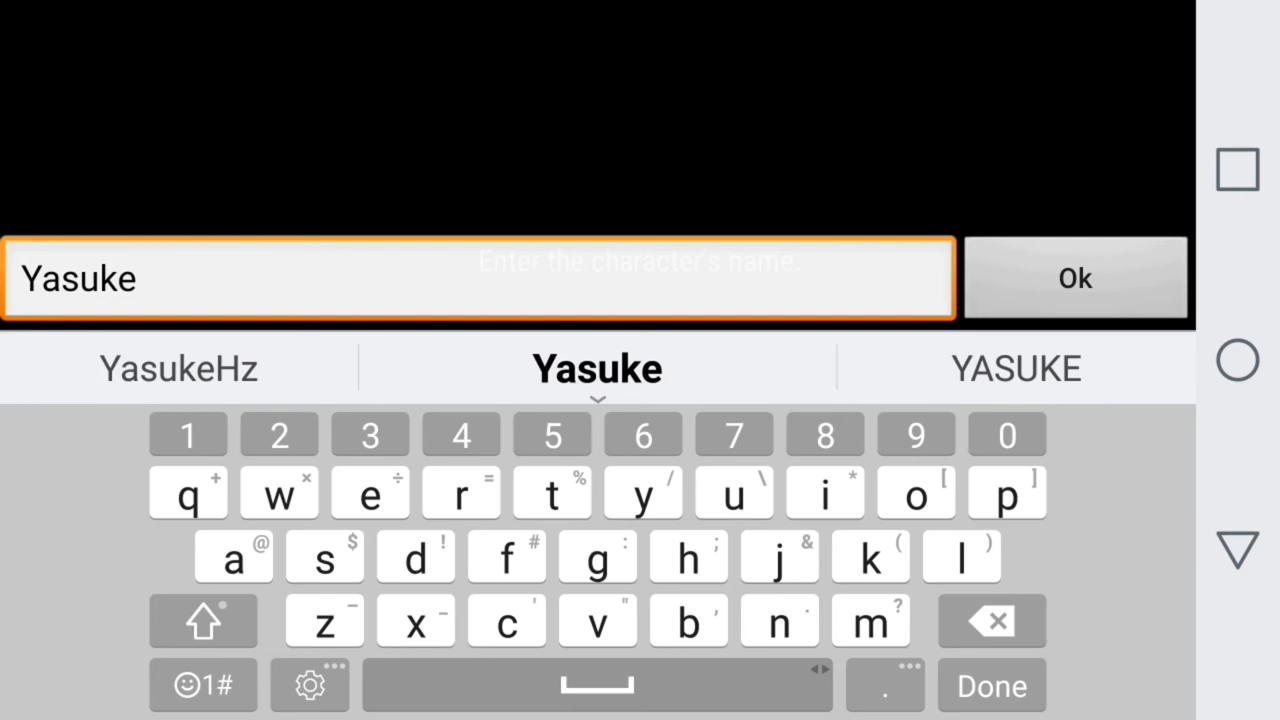 Enter the character's name.
Yasuke
Ok
YasukeHz Yasuke YASUKE
1 2 3 4 5 6 7 8 9 0
q + w × e ÷ r = t % y / u \ i * o [ p ]
a @ s $ d ! f # g : h ; j & k ( l )
z – x – c ' v " b , n · m ?
☺1# . Done